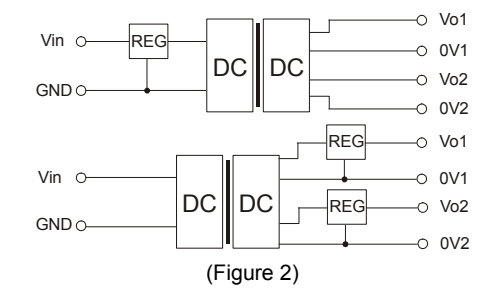 Vo1
Vin REG
0V1
DC DC
Vo2
GND
0V2
REG Vo1
Vin
0V1
DC DC
REG Vo2
GND
0V2
(Figure 2)